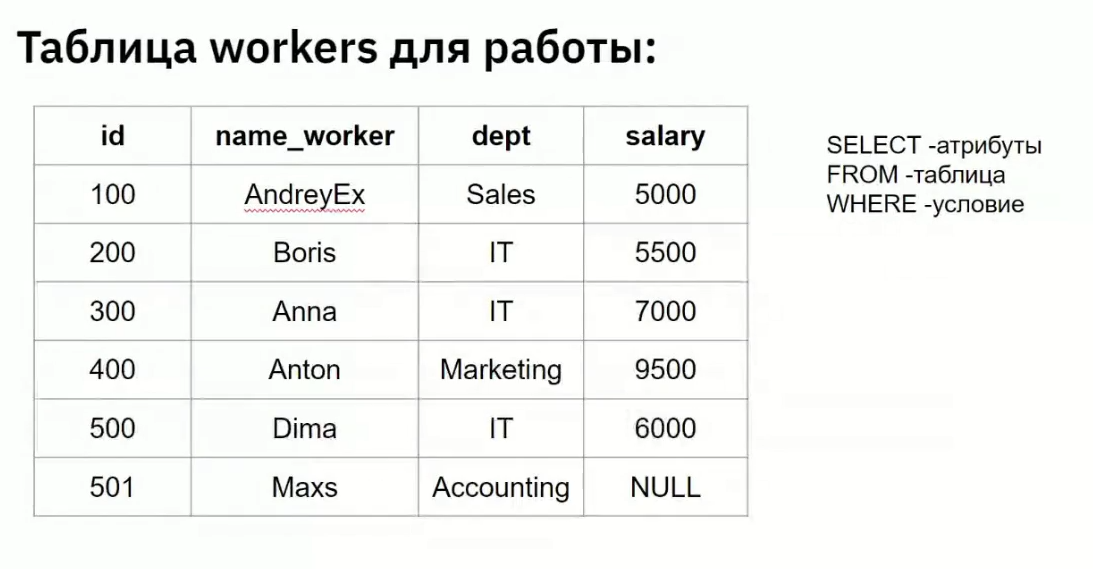 Таблица workers для работы:
id name_worker dept salary
100 AndreyEx Sales 5000
200 Boris IT 5500
300 Anna IT 7000
400 Anton Marketing 9500
500 Dima IT 6000
501 Maxs Accounting NULL
SELECT -атрибуты
FROM -таблица
WHERE -условие